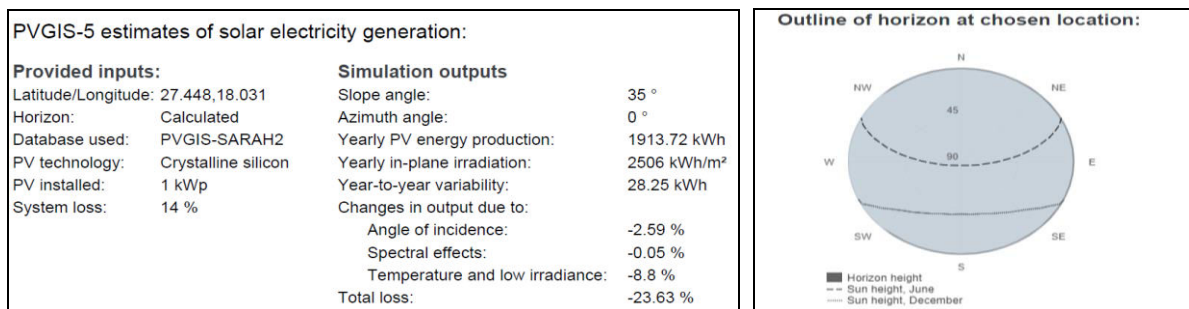 PVGIS-5 estimates of solar electricity generation:
Provided inputs:
Latitude/Longitude: 27.448,18.031
Horizon: Calculated
Database used: PVGIS-SARAH2
PV technology: Crystalline silicon
PV installed: 1 kWp
System loss: 14 %
Simulation outputs
Slope angle: 35 °
Azimuth angle: 0 °
Yearly PV energy production: 1913.72 kWh
Yearly in-plane irradiation: 2506 kWh/m²
Year-to-year variability: 28.25 kWh
Changes in output due to:
Angle of incidence: -2.59 %
Spectral effects: -0.05 %
Temperature and low irradiance: -8.8 %
Total loss: -23.63 %
Outline of horizon at chosen location:
N
NW NE
45
W 90 E
SW SE
S
Horizon height
Sun height, June
Sun height, December